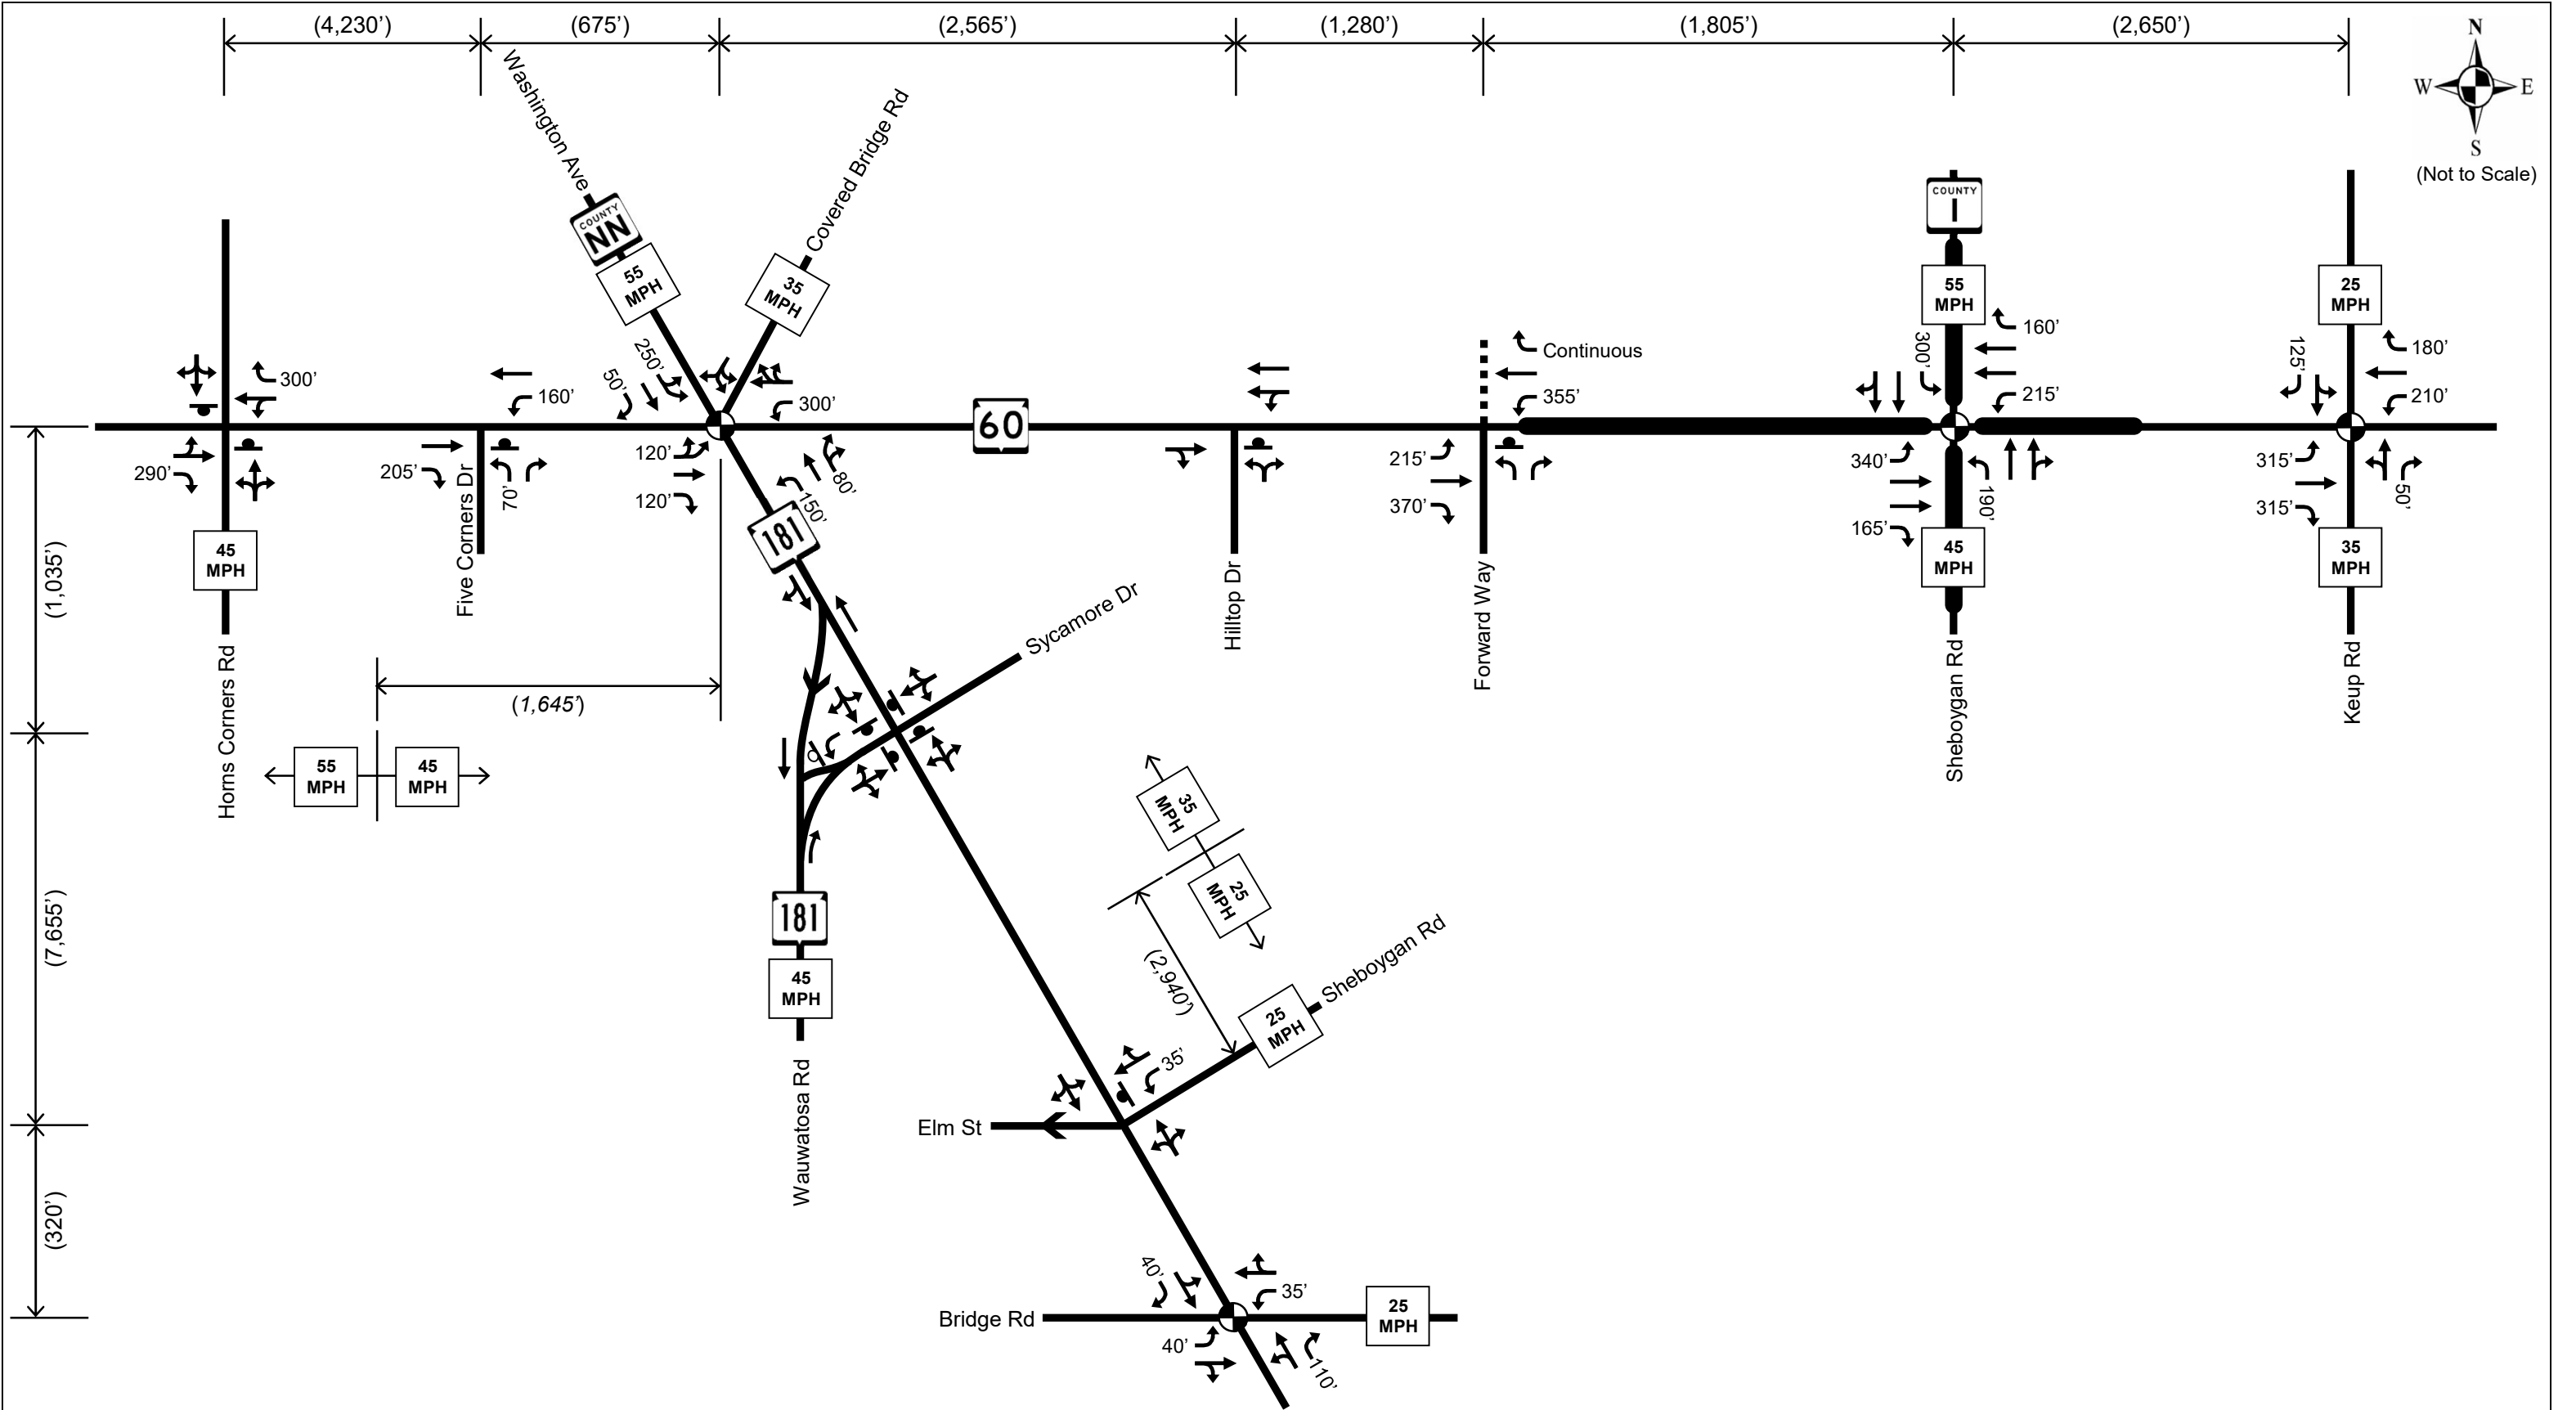 (4,230’)
(675’)
(2,565’)
(1,280’)
(1,805’)
(2,650’)
N
W
E
S
(Not to Scale)
Washington Ave
COUNTY
NN
55
MPH
Covered Bridge Rd
35
MPH
COUNTY
I
55
MPH
25
MPH
300’
160’
250’
50’
300’
60
Continuous
355’
300’
160’
215’
125’
180’
210’
290’
205’
70’
120’
120’
80’
150’
215’
370’
340’
165’
190’
315’
315’
50’
45
MPH
Five Corners Dr
181
Hilltop Dr
Forward Way
45
MPH
Sheboygan Rd
35
MPH
Keup Rd
(1,035’)
Horns Corners Rd
(1,645’)
55
MPH
45
MPH
Sycamore Dr
35
MPH
25
MPH
(2,940’)
(7,655’)
181
45
MPH
Wauwatosa Rd
Sheboygan Rd
25
MPH
35’
Elm St
(320’)
40’
35’
Bridge Rd
25
MPH
40’
110’